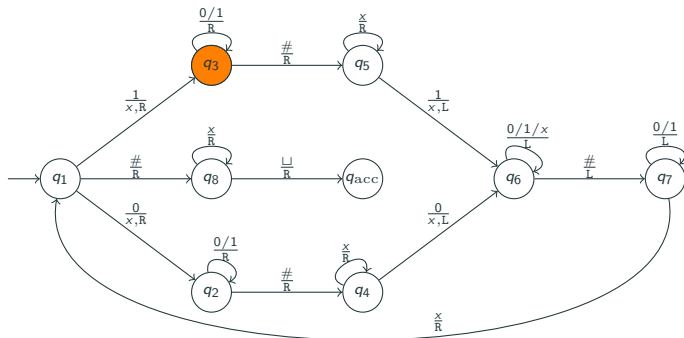 0/1
R
#
R
x
R
q3
q5
1
x,R
1
x,L
x
R
0/1/x
L
0/1
L
q1
#
R
q8
⊔
R
qacc
q6
#
L
q7
0
x,R
0
x,L
0/1
R
x
R
q2
#
R
q4
x
R